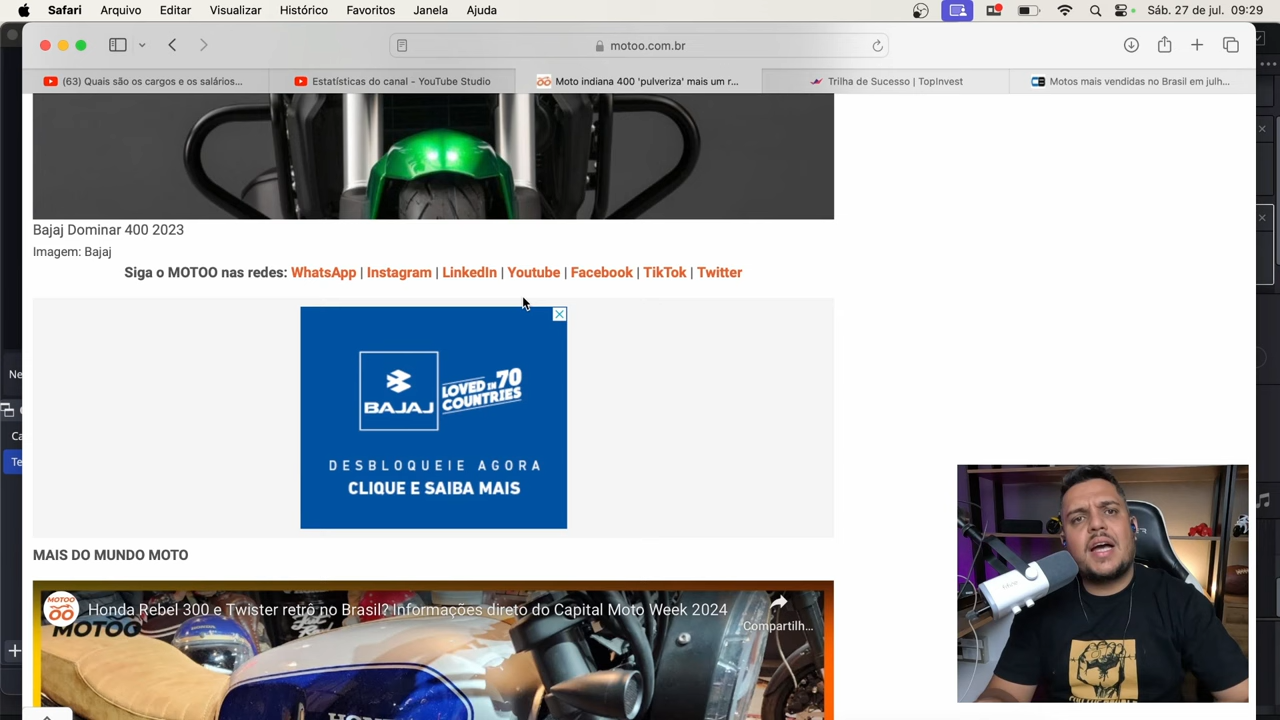 Safari Arquivo Editar Visualizar Histórico Favoritos Janela Ajuda Sáb. 27 de jul. 09:29
motoo.com.br
(63) Quais são os cargos e os salários...
Estatísticas do canal - YouTube Studio
Moto indiana 400 'pulveriza' mais um r...
Trilha de Sucesso | TopInvest
Motos mais vendidas no Brasil em julh...
Bajaj Dominar 400 2023
Imagem: Bajaj
Siga o MOTOO nas redes: WhatsApp | Instagram | LinkedIn | Youtube | Facebook | TikTok | Twitter
BAJAJ
LOVED IN 70
COUNTRIES
DESBLOQUEIE AGORA
CLIQUE E SAIBA MAIS
MAIS DO MUNDO MOTO
MOTOO
Honda Rebel 300 e Twister retrô no Brasil? Informações direto do Capital Moto Week 2024
MOTOO
Compartilh...
Ne
Ca
Te